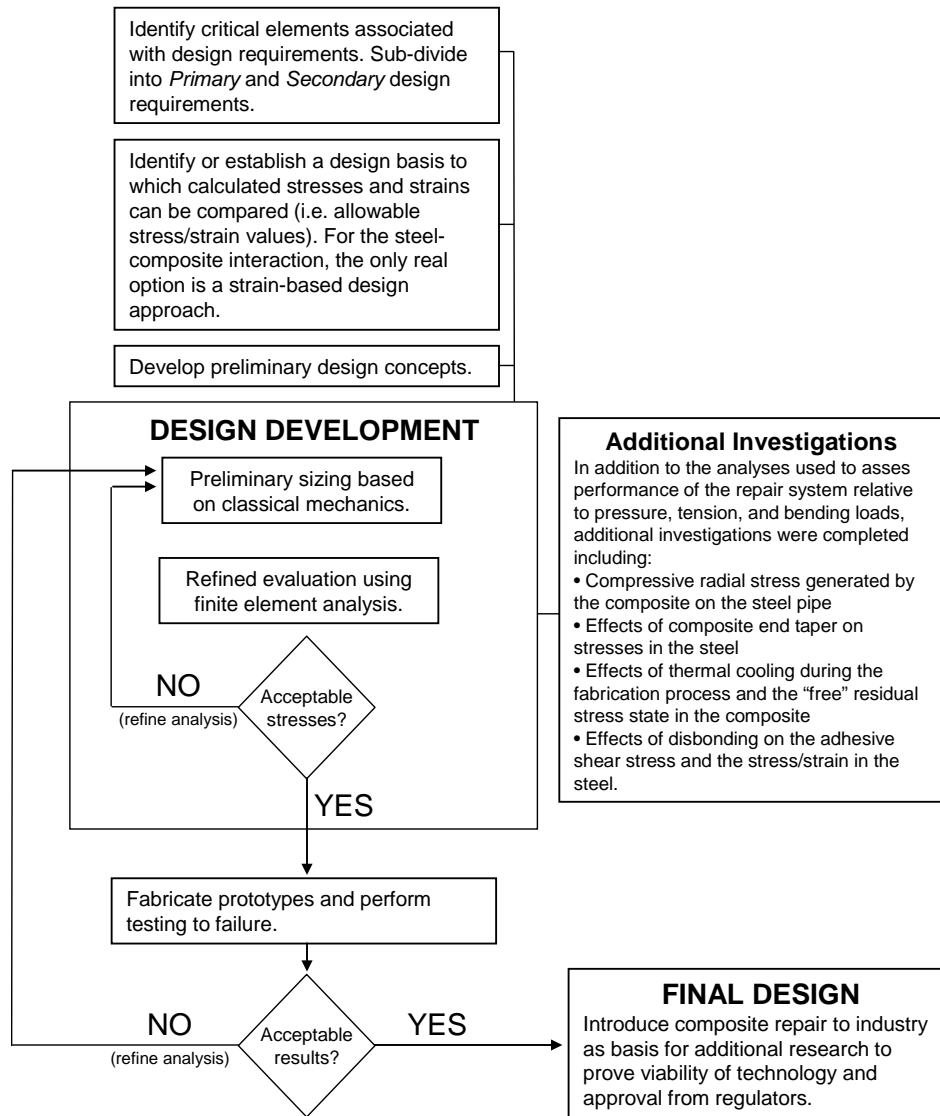 Identify critical elements associated
with design requirements. Sub-divide
into Primary and Secondary design
requirements.
Identify or establish a design basis to
which calculated stresses and strains
can be compared (i.e. allowable
stress/strain values). For the steel-
composite interaction, the only real
option is a strain-based design
approach.
Develop preliminary design concepts.
DESIGN DEVELOPMENT
Preliminary sizing based
on classical mechanics.
Refined evaluation using
finite element analysis.
NO
(refine analysis)
Acceptable
stresses?
YES
Additional Investigations
In addition to the analyses used to asses
performance of the repair system relative
to pressure, tension, and bending loads,
additional investigations were completed
including:
• Compressive radial stress generated by
the composite on the steel pipe
• Effects of composite end taper on
stresses in the steel
• Effects of thermal cooling during the
fabrication process and the “free” residual
stress state in the composite
• Effects of disbonding on the adhesive
shear stress and the stress/strain in the
steel.
Fabricate prototypes and perform
testing to failure.
NO
(refine analysis)
Acceptable
results?
YES
FINAL DESIGN
Introduce composite repair to industry
as basis for additional research to
prove viability of technology and
approval from regulators.